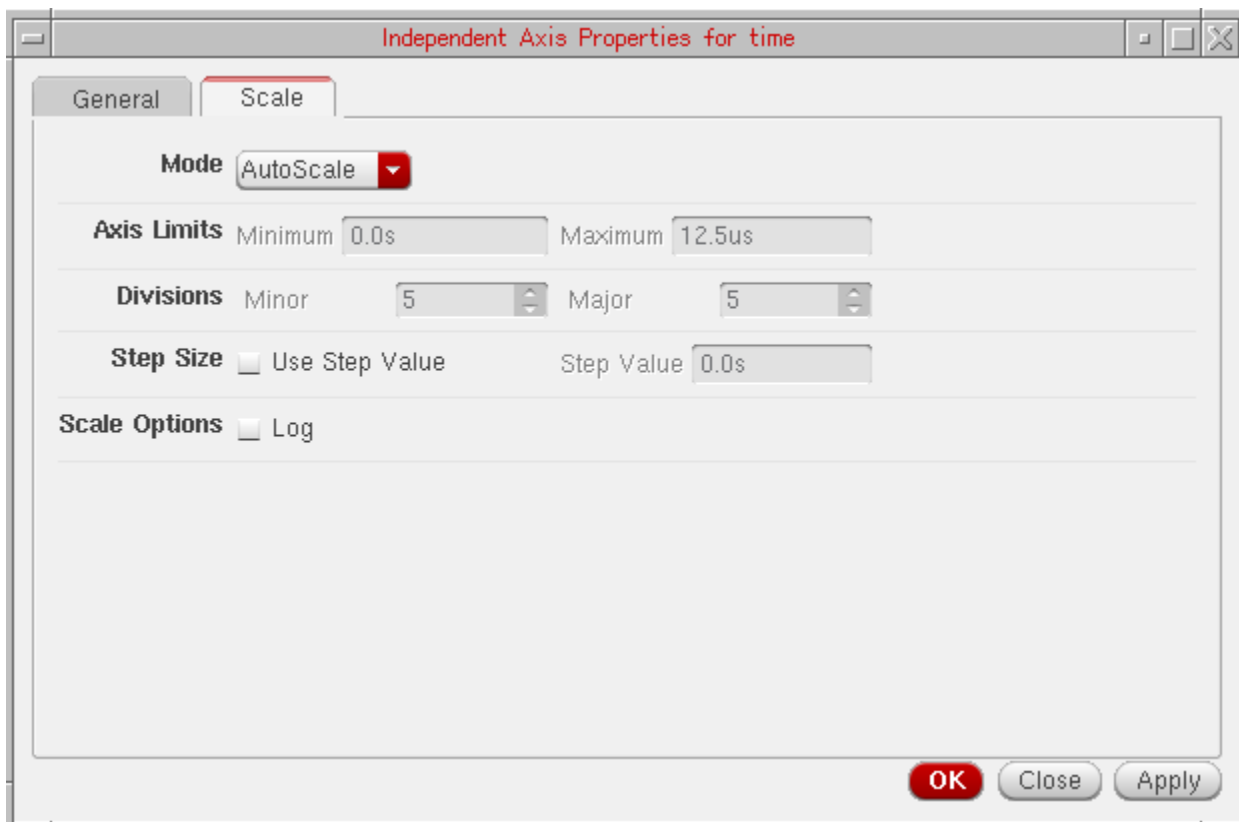 Independent Axis Properties for time
General Scale
Mode AutoScale
Axis Limits Minimum 0.0s Maximum 12.5us
Divisions Minor 5 Major 5
Step Size Use Step Value Step Value 0.0s
Scale Options Log
OK Close Apply